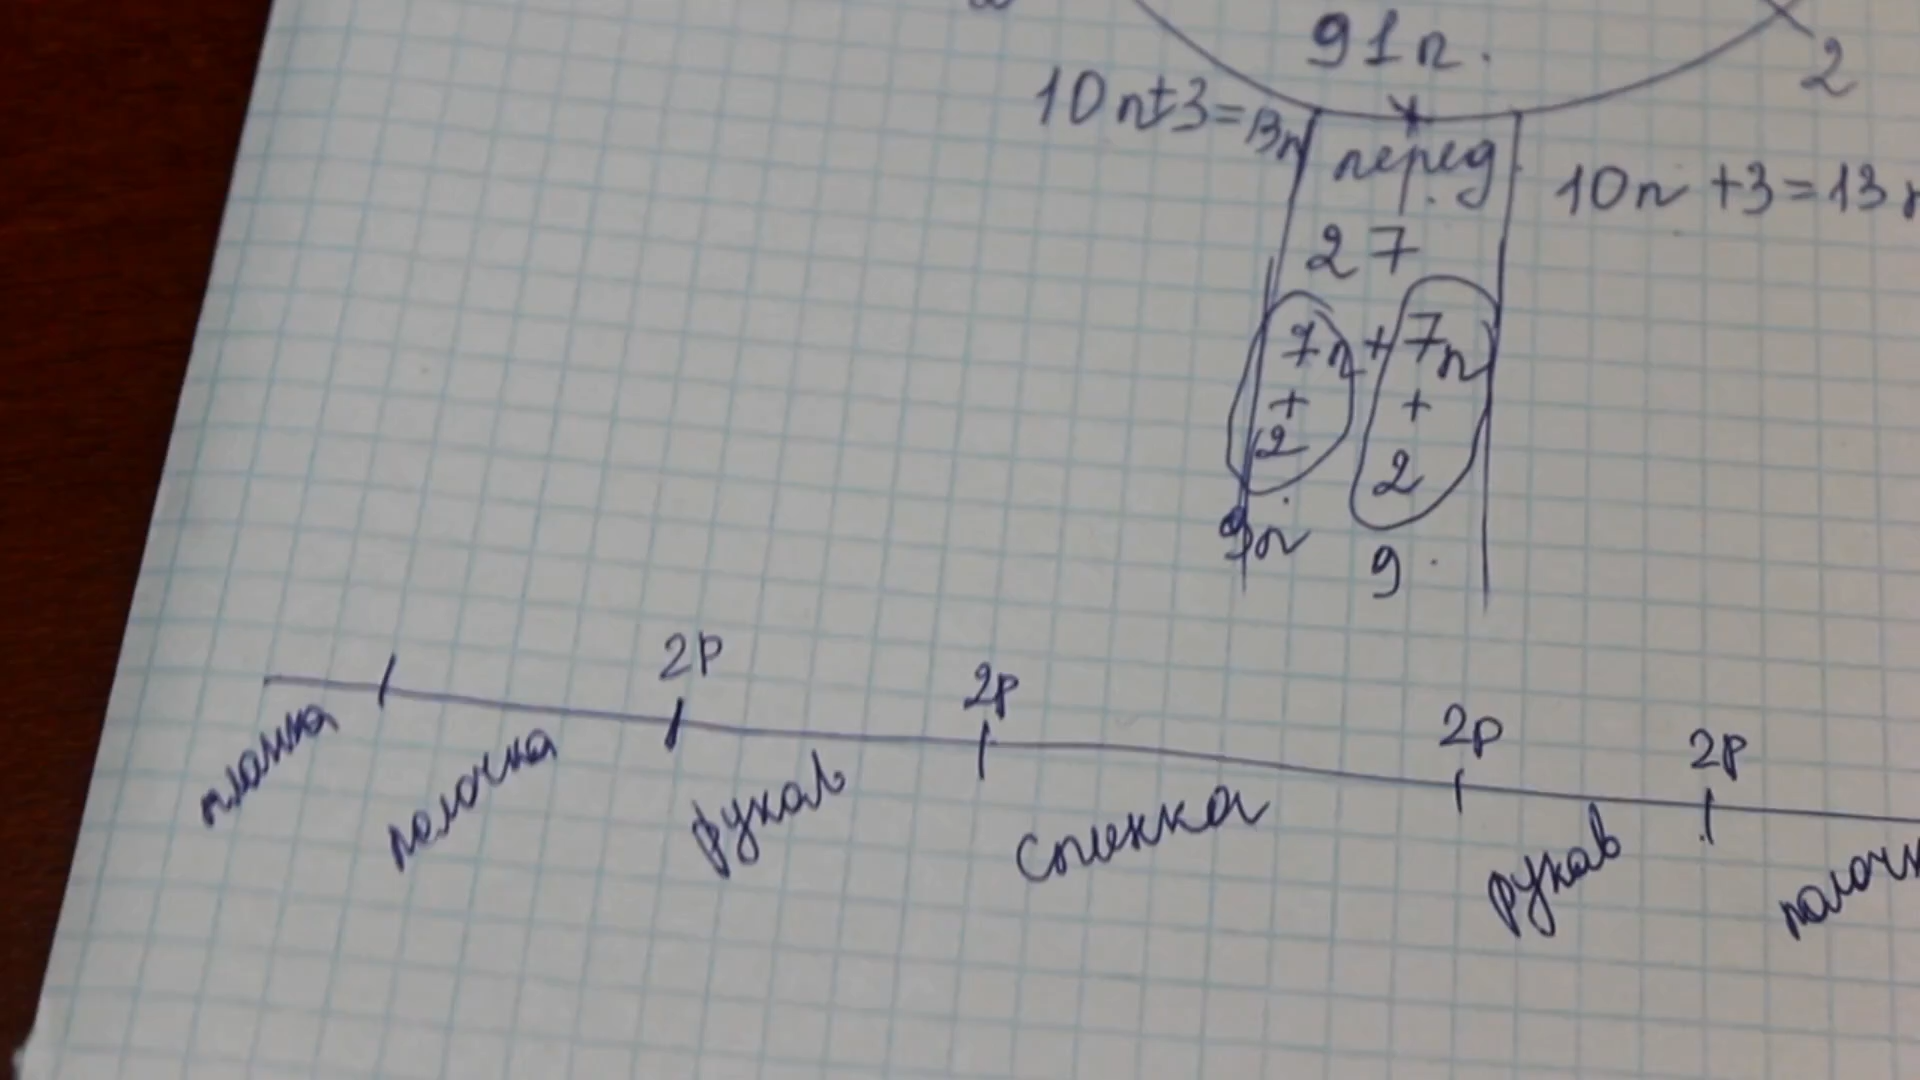 91п.
2
10п+3=13п
перед
10п+3=13
27
7п+7п
+ +
2 2
9п
9
2р 2р 2р 2р
планка полочка рукав Спинка рукав полочк